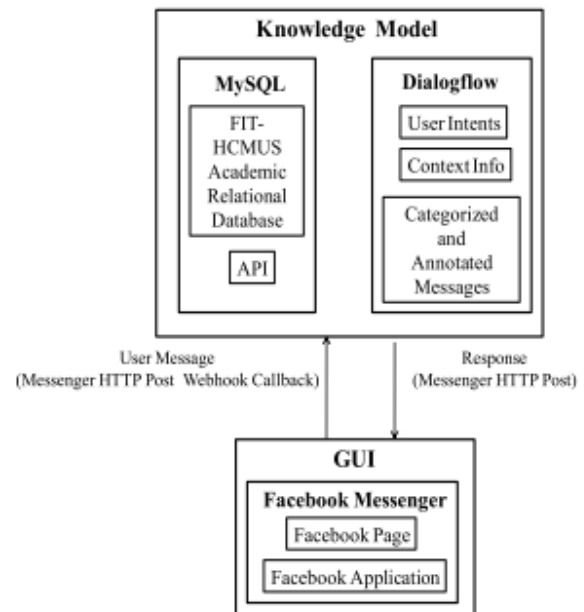 Knowledge Model
MySQL
FIT-
HCMUS
Academic
Relational
Database
API
Dialogflow
User Intents
Context Info
Categorized
and
Annotated
Messages
User Message
(Messenger HTTP Post Webhook Callback)
Response
(Messenger HTTP Post)
GUI
Facebook Messenger
Facebook Page
Facebook Application